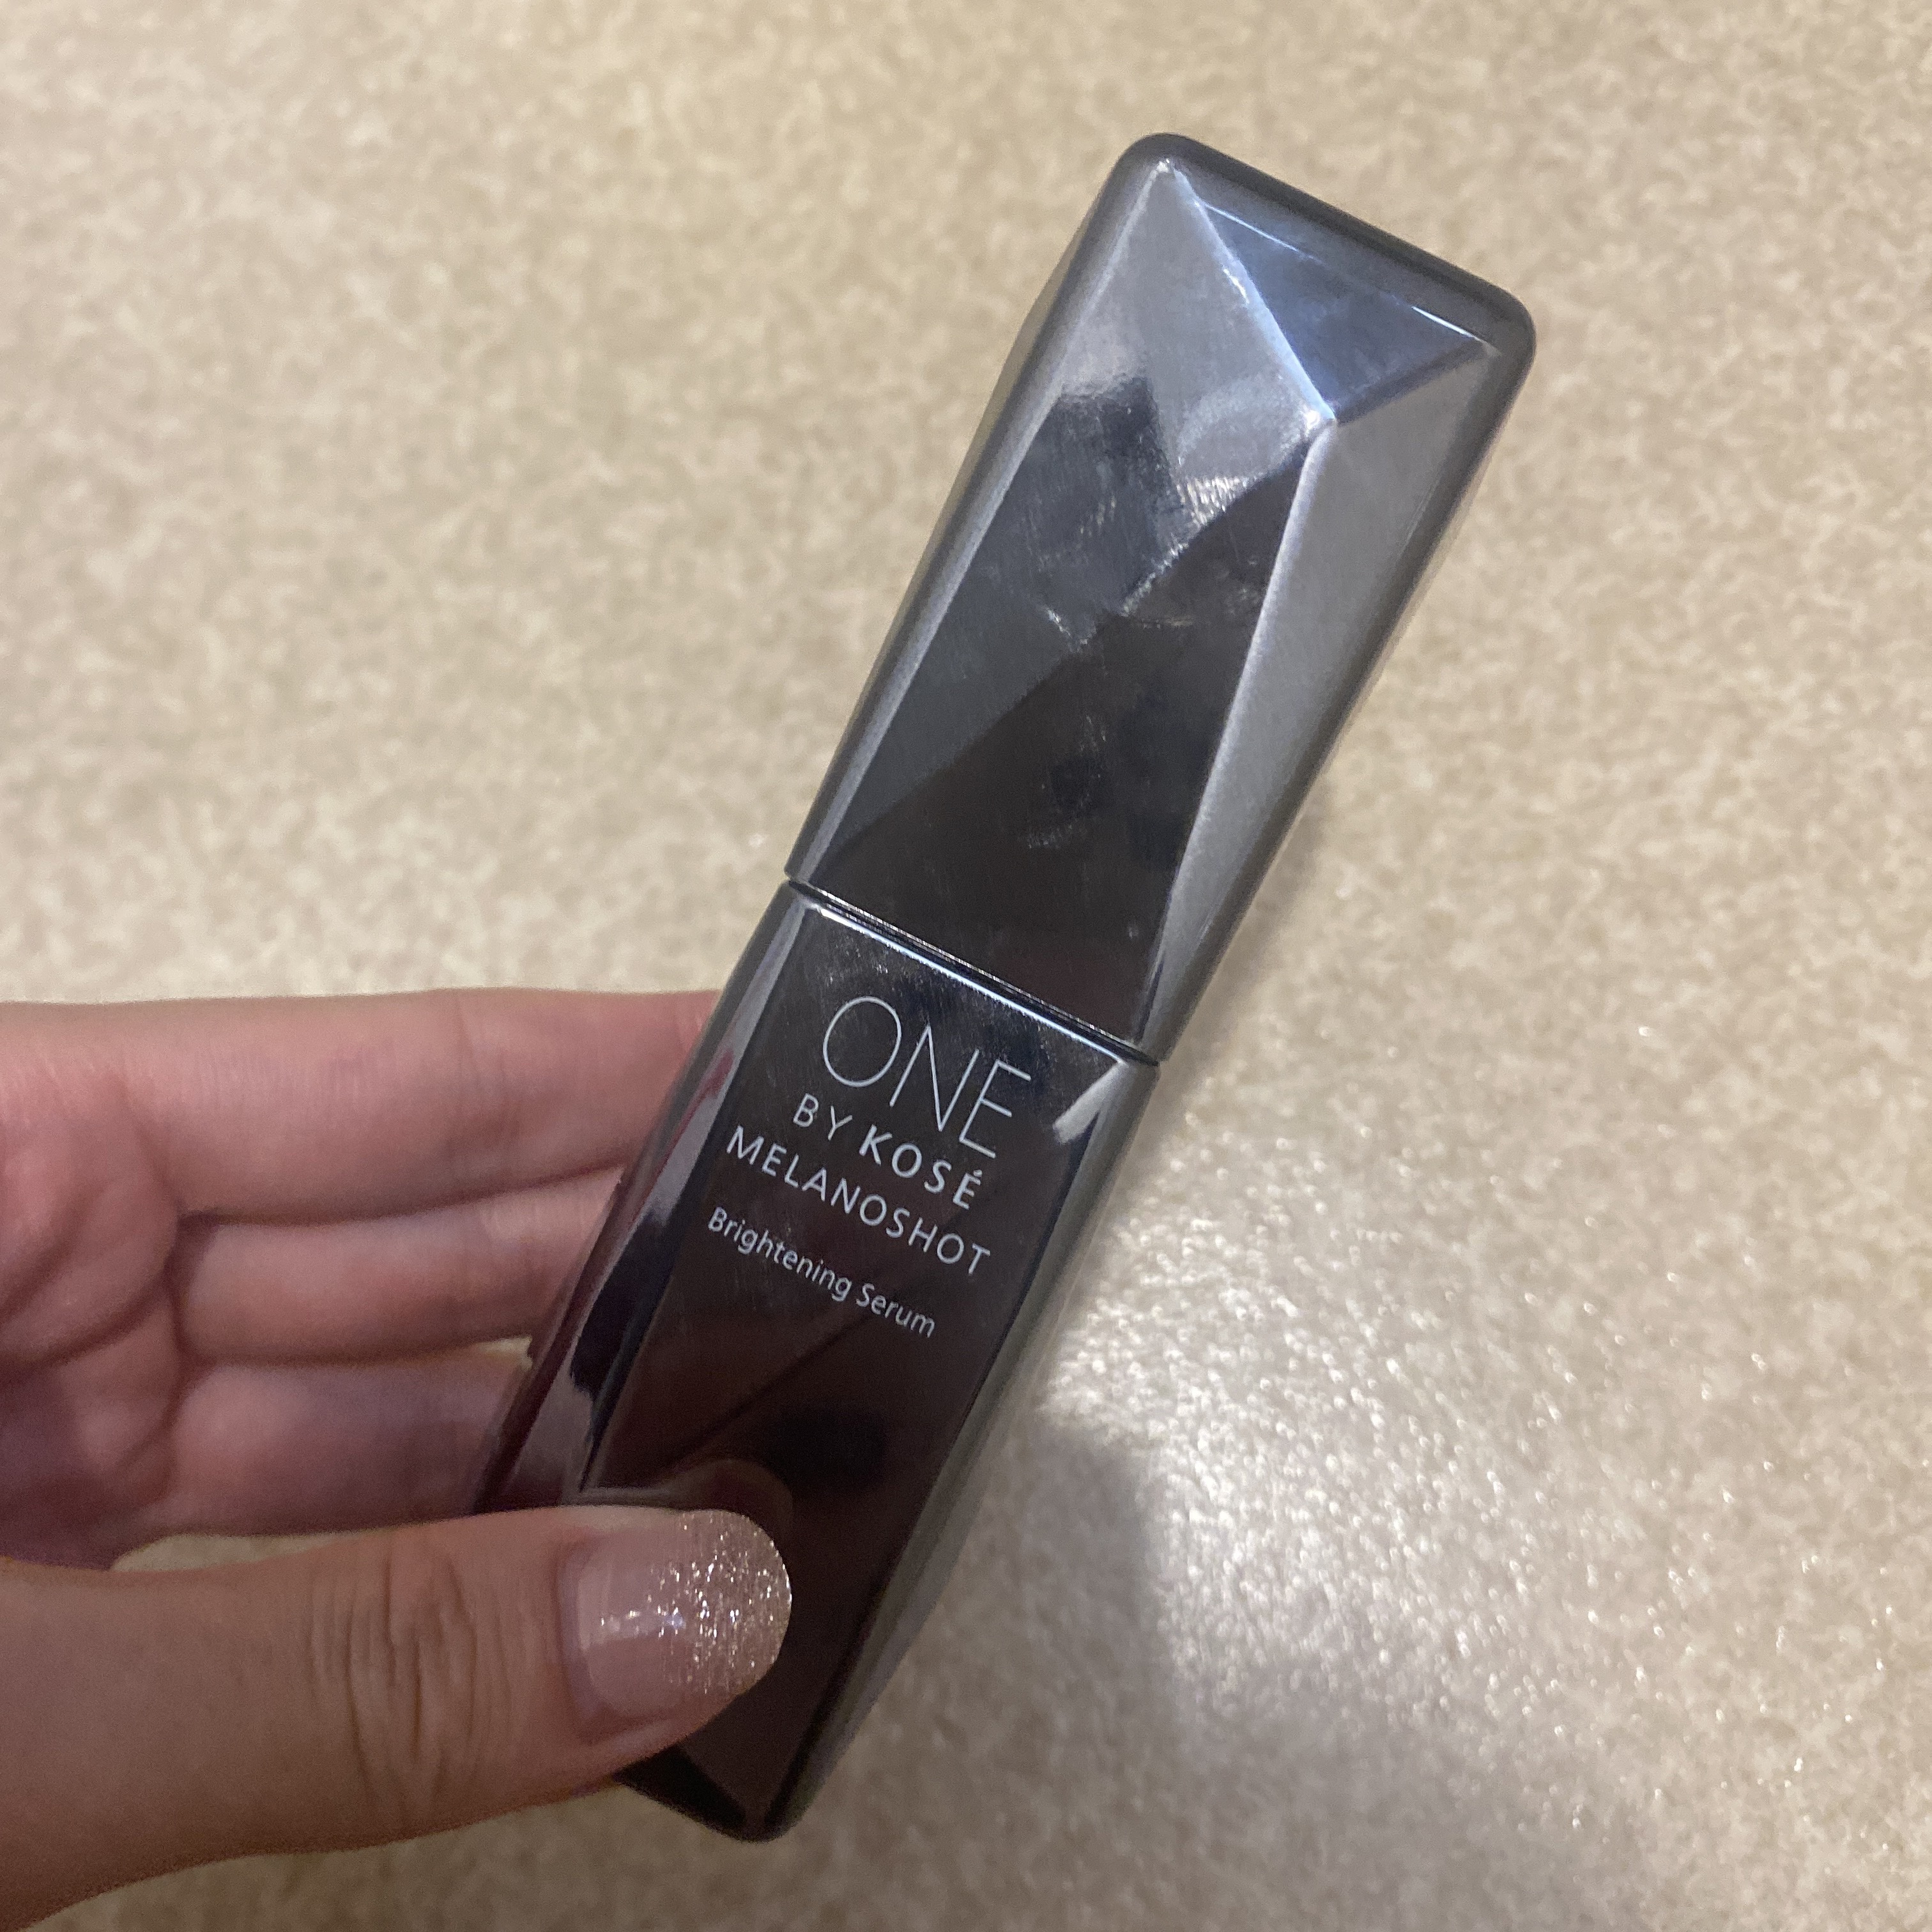 ONE
BY KOSÉ
MELANOSHOT
Brightening Serum